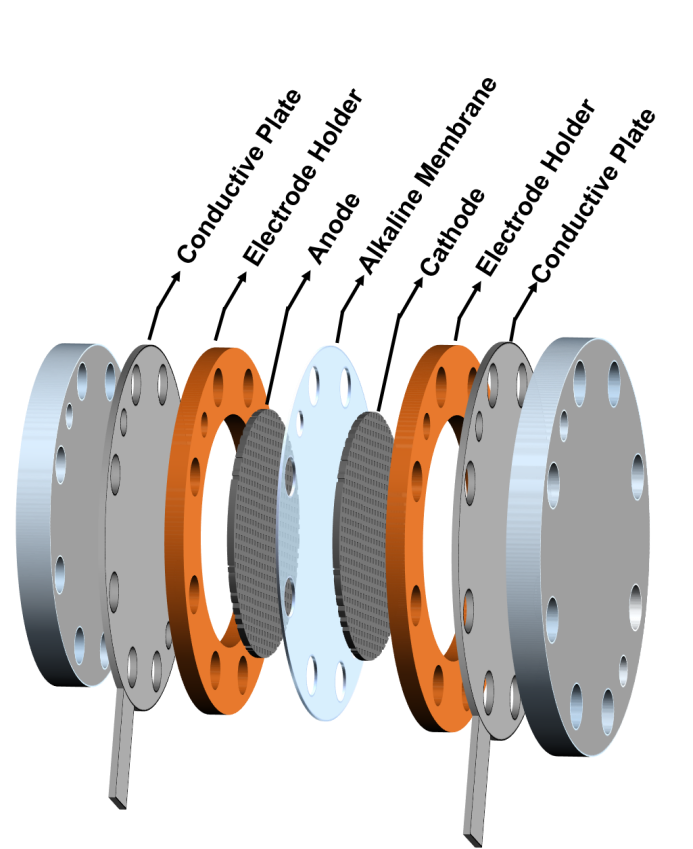 Conductive Plate
Electrode Holder
Anode
Alkaline Membrane
Cathode
Electrode Holder
Conductive Plate